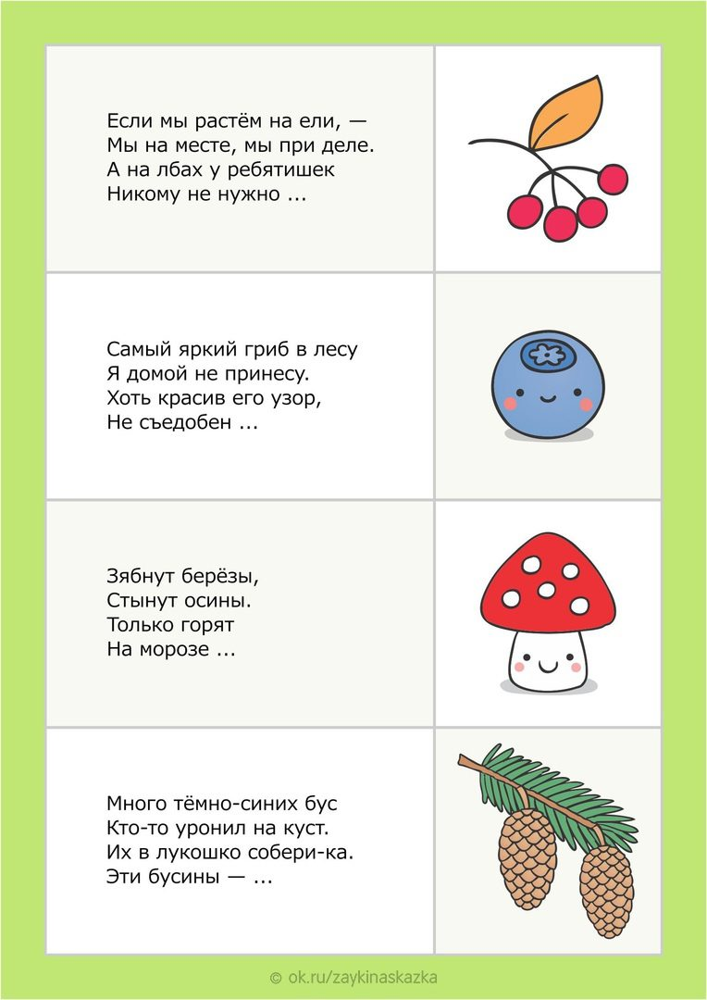 Если мы растём на ели, —
Мы на месте, мы при деле.
А на лбах у ребятишек
Никому не нужно ...
Самый яркий гриб в лесу
Я домой не принесу.
Хоть красив его узор,
Не съедобен ...
Зябнут берёзы,
Стынут осины.
Только горят
На морозе ...
Много тёмно-синих бус
Кто-то уронил на куст.
Их в лукошко собери-ка.
Эти бусины — ...
© ok.ru/zaykinaskazka